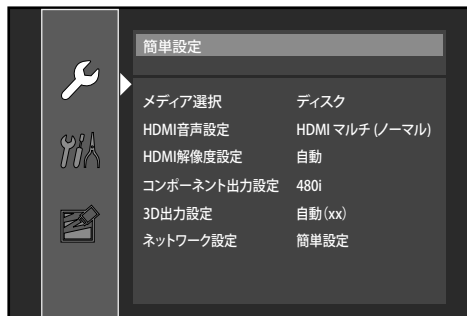 簡単設定
メディア選択 ディスク
HDMI音声設定 HDMI マルチ (ノーマル)
HDMI解像度設定 自動
コンポーネント出力設定 480i
3D出力設定 自動(xx)
ネットワーク設定 簡単設定